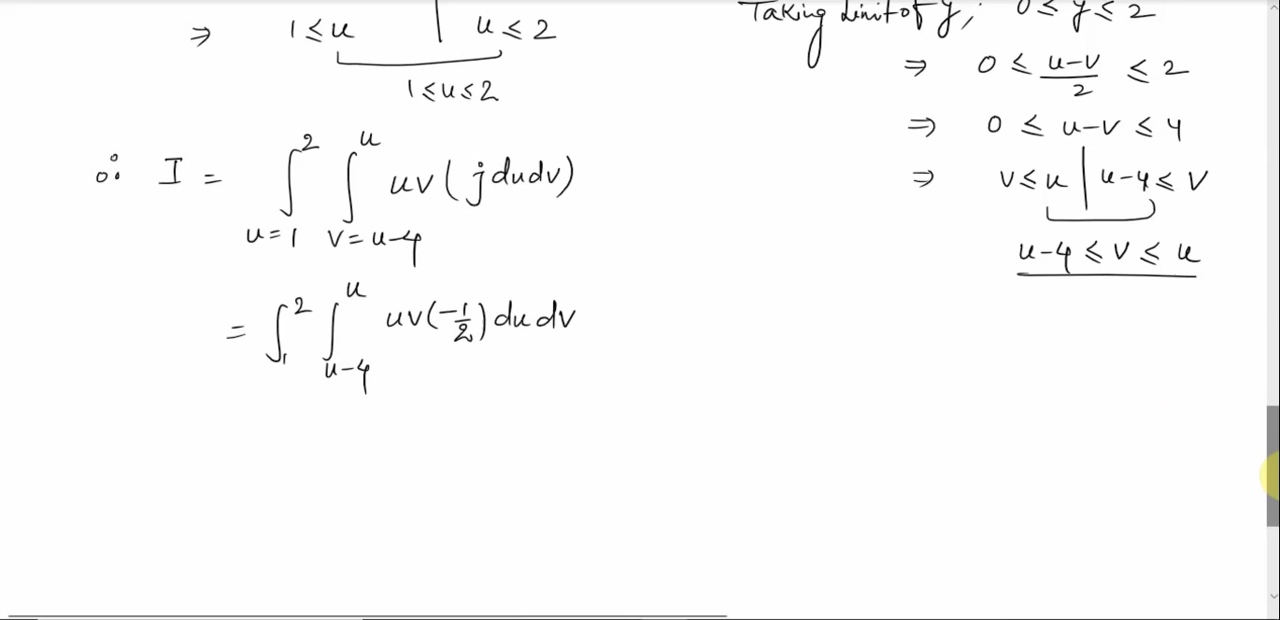 ⇒ 1 ≤ u | u ≤ 2
1 ≤ u ≤ 2
∴ I = ∫_{u=1}^{2} ∫_{v=u-4}^{u} uv (j du dv)
= ∫_{1}^{2} ∫_{u-4}^{u} uv (-1/2) du dv
Taking limit of y, 0 ≤ y ≤ 2
⇒ 0 ≤ (u-v)/2 ≤ 2
⇒ 0 ≤ u-v ≤ 4
⇒ v ≤ u | u-4 ≤ v
u-4 ≤ v ≤ u